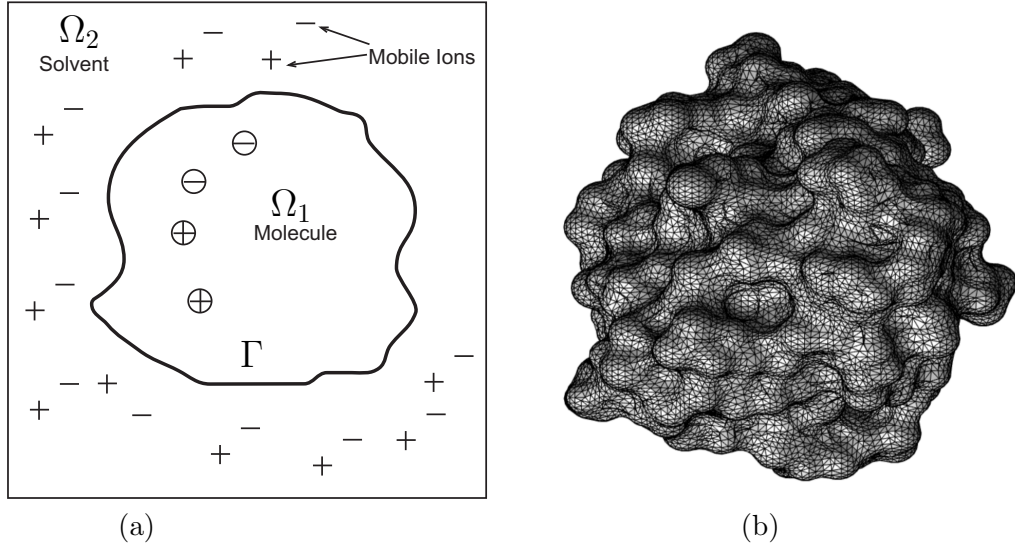 Ω₂
Solvent
Mobile Ions
Ω₁
Molecule
Γ
(a)
(b)